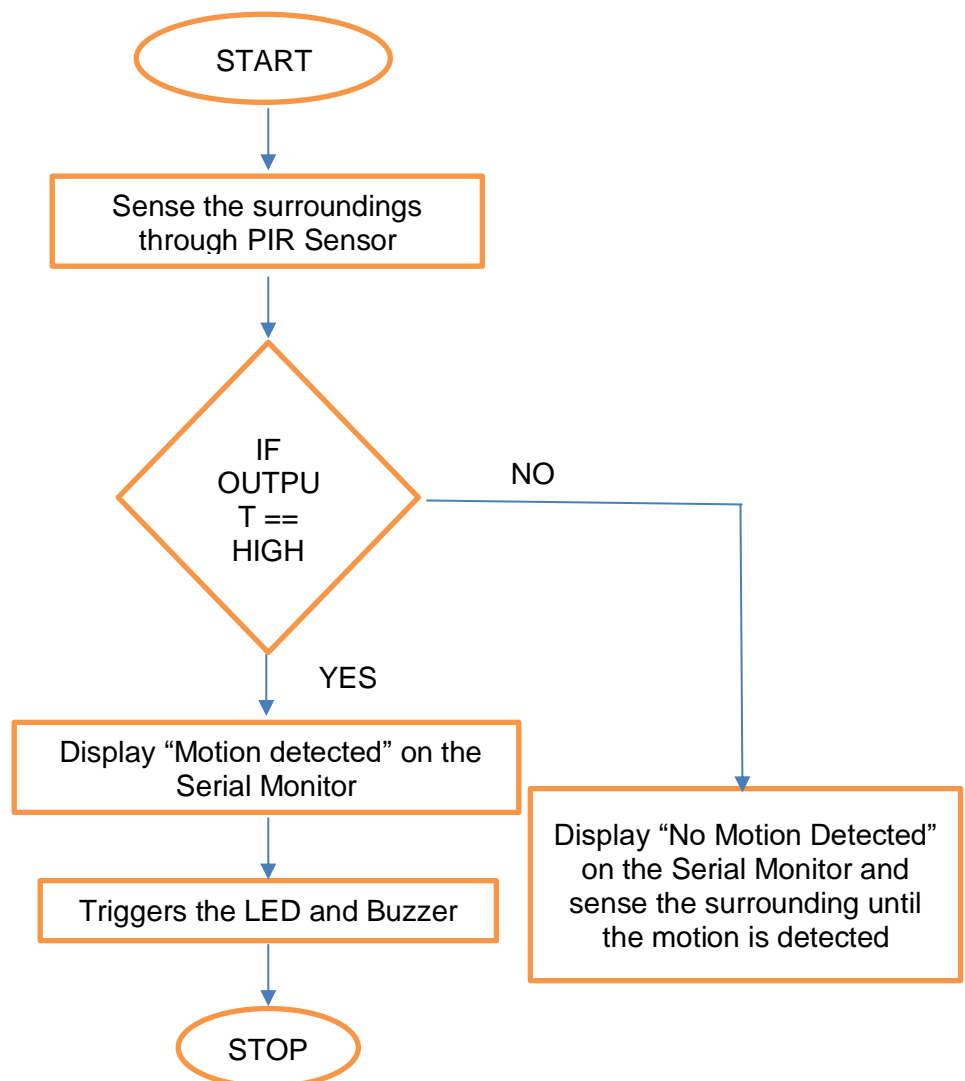 START
Sense the surroundings
through PIR Sensor
IF
OUTPU
T ==
HIGH
NO
YES
Display “Motion detected” on the
Serial Monitor
Display “No Motion Detected”
on the Serial Monitor and
sense the surrounding until
the motion is detected
Triggers the LED and Buzzer
STOP